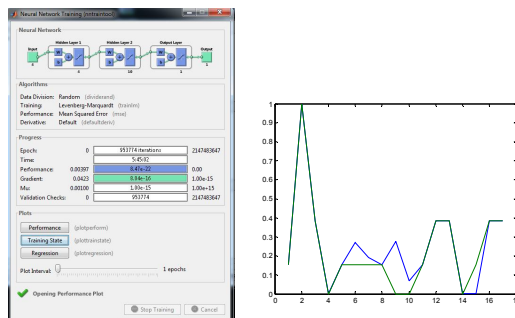 Neural Network Training (nntraintool)
Neural Network
Hidden Layer 1 Hidden Layer 2 Output Layer
Input Output
W W W
b b b
4 10 1 1
Algorithms
Data Division: Random (dividerand)
Training: Levenberg-Marquardt (trainlm)
Performance: Mean Squared Error (mse)
Derivative: Default (defaultderiv)
Progress
Epoch: 0 953774 iterations 2147483647
Time: 5:45:02
Performance: 0.00397 8.47e-22 0.00
Gradient: 0.0423 1.00e-15
Mu: 0.00100 1.00e-15 1.00e+15
Validation Checks: 0 953774 2147483647
Plots
Performance (plotperform)
Training State (plottrainstate)
Regression (plotregression)
Plot Interval: 1 epochs
Opening Performance Plot
Stop Training Cancel
1
0.9
0.8
0.7
0.6
0.5
0.4
0.3
0.2
0.1
0
0 2 4 6 8 10 12 14 16